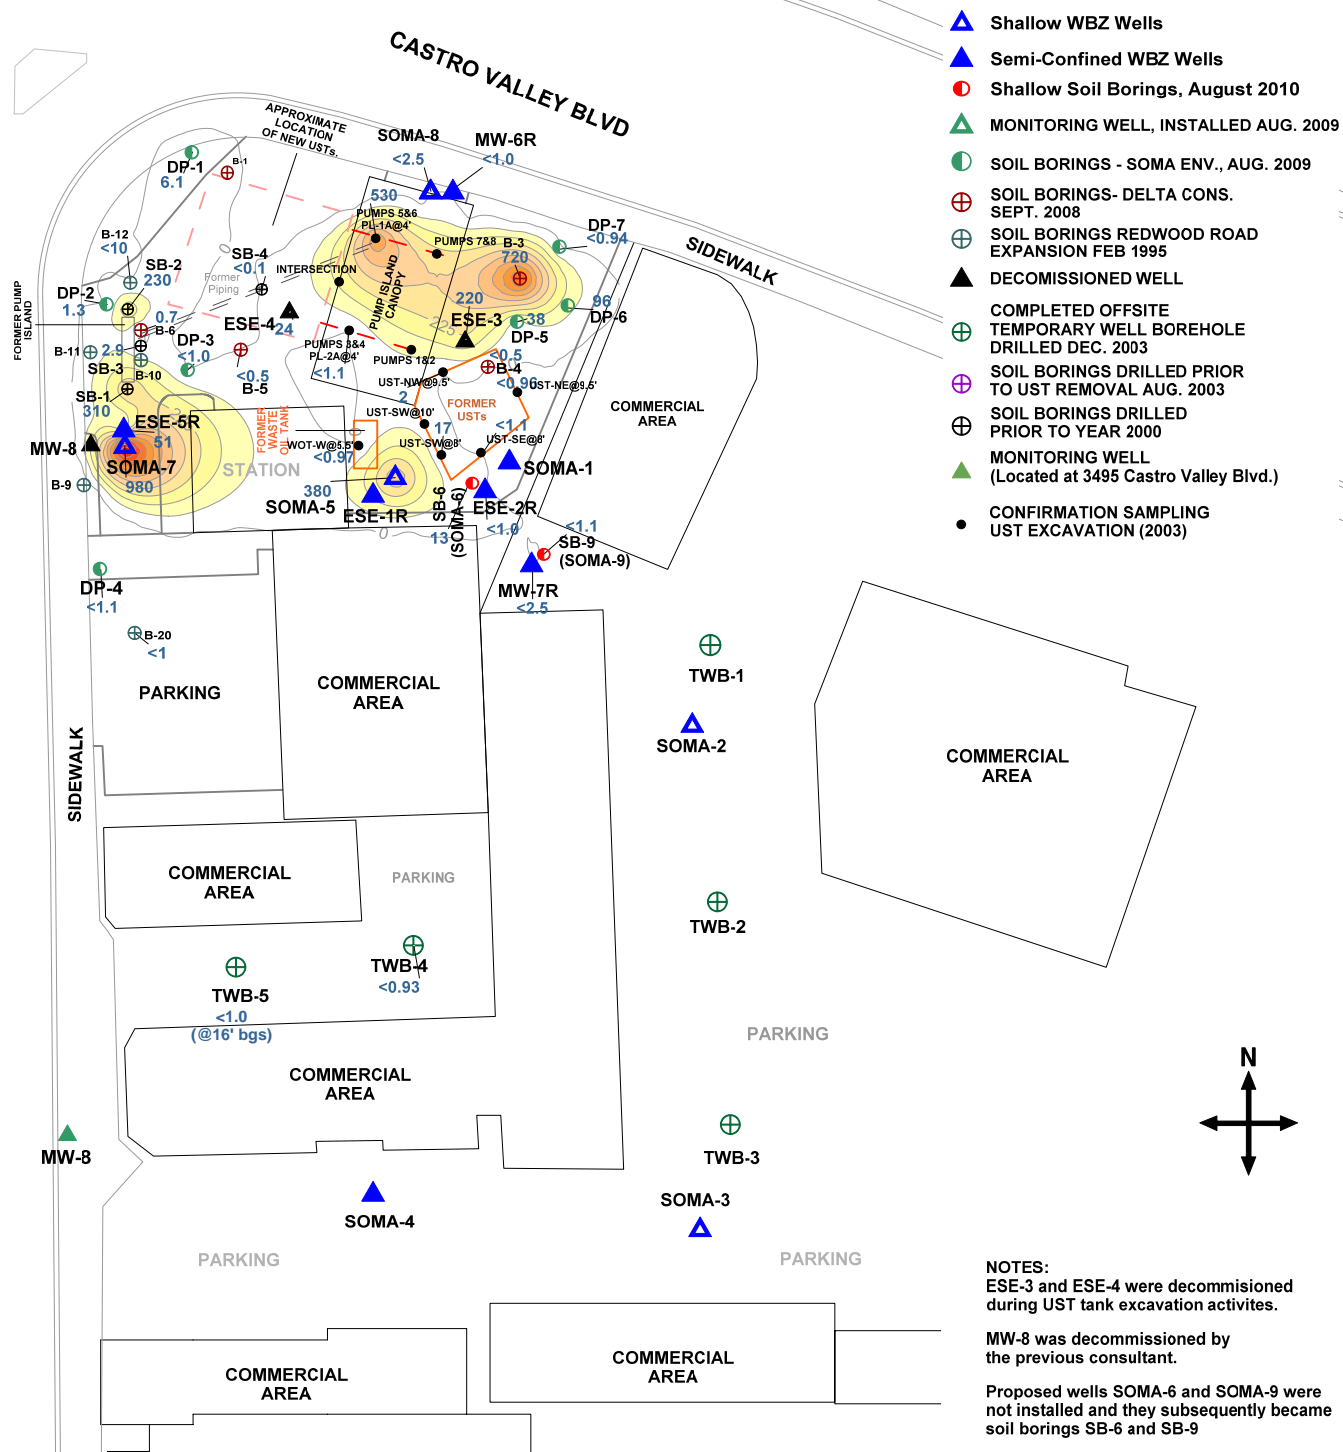 CASTRO VALLEY BLVD
Shallow WBZ Wells
Semi-Confined WBZ Wells
Shallow Soil Borings, August 2010
MONITORING WELL, INSTALLED AUG. 2009
SOIL BORINGS - SOMA ENV., AUG. 2009
SOIL BORINGS- DELTA CONS.
SEPT. 2008
SOIL BORINGS REDWOOD ROAD
EXPANSION FEB 1995
DECOMISSIONED WELL
COMPLETED OFFSITE
TEMPORARY WELL BOREHOLE
DRILLED DEC. 2003
SOIL BORINGS DRILLED PRIOR
TO UST REMOVAL AUG. 2003
SOIL BORINGS DRILLED
PRIOR TO YEAR 2000
MONITORING WELL
(Located at 3495 Castro Valley Blvd.)
CONFIRMATION SAMPLING
UST EXCAVATION (2003)
APPROXIMATE
LOCATION
OF NEW USTs.
SOMA-8
<2.5
MW-6R
<1.0
DP-1
6.1
B-1
530
PUMPS 5&6
PL-1A@4'
PUMPS 7&8
B-3
720
DP-7
<0.94
SIDEWALK
B-12
<10
SB-2
230
SB-4
<0.1
0
Former
Piping
INTERSECTION
PUMP ISLAND
CANOPY
DP-2
1.3
FORMER PUMP
ISLAND
0.7
B-6
ESE-4
24
220
225
ESE-3
38
DP-5
96
DP-6
B-11
2.9
SB-3
B-10
DP-3
<1.0
<0.5
B-5
PUMPS 3&4
PL-2A@4'
<1.1
PUMPS 1&2
<0.5
B-4
<0.96
UST-NE@9.5'
UST-NW@9.5'
2
UST-SW@10'
FORMER
USTs
COMMERCIAL
AREA
SB-1
310
ESE-5R
51
MW-8
SOMA-7
980
B-9
STATION
FORMER
WASTE
OIL TANK
WOT-W@5.5'
<0.97
17
UST-SW@8'
<1.1
UST-SE@8'
SOMA-1
380
SOMA-5
ESE-1R
0
SB-6
(SOMA-6)
13
ESE-2R
<1.0
<1.1
SB-9
(SOMA-9)
MW-7R
<2.5
DP-4
<1.1
B-20
<1
PARKING
COMMERCIAL
AREA
SIDEWALK
TWB-1
SOMA-2
COMMERCIAL
AREA
COMMERCIAL
AREA
PARKING
TWB-2
TWB-4
<0.93
TWB-5
<1.0
(@16' bgs)
PARKING
COMMERCIAL
AREA
N
MW-8
TWB-3
SOMA-4
SOMA-3
PARKING
PARKING
COMMERCIAL
AREA
COMMERCIAL
AREA
NOTES:
ESE-3 and ESE-4 were decommisioned
during UST tank excavation activites.
MW-8 was decommissioned by
the previous consultant.
Proposed wells SOMA-6 and SOMA-9 were
not installed and they subsequently became
soil borings SB-6 and SB-9